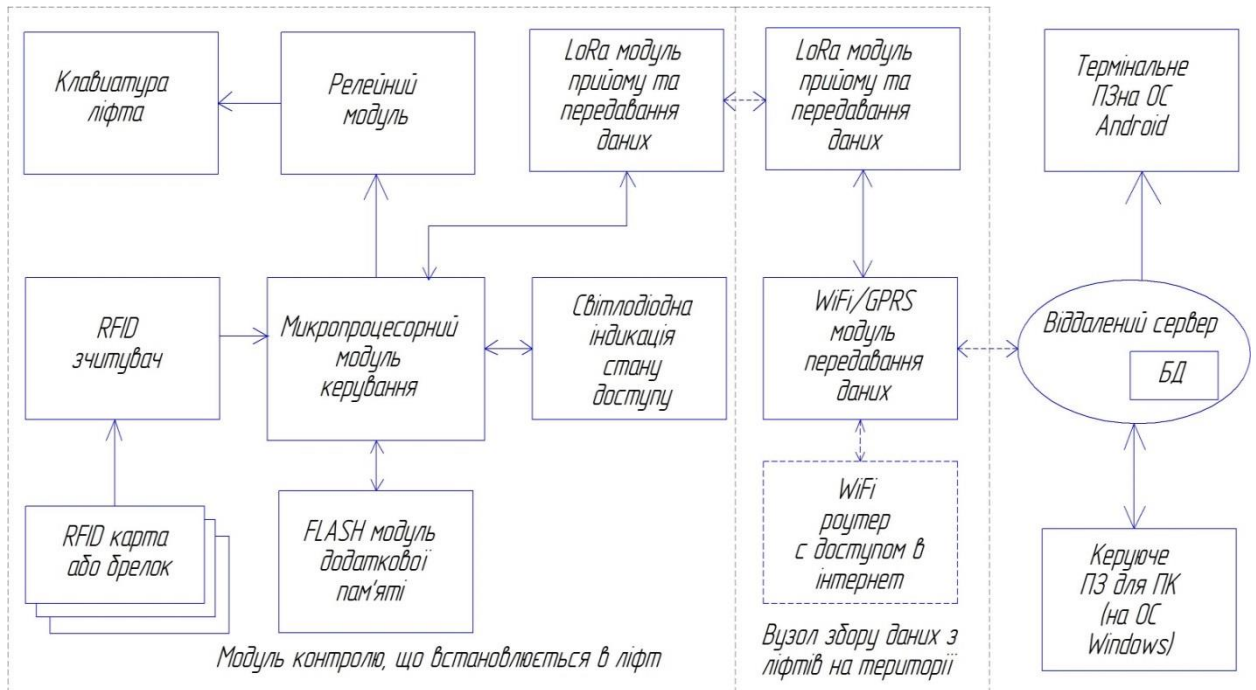 Клавиатура
ліфта
Релейний
модуль
LoRa модуль
прийому та
передавання
даних
LoRa модуль
прийому та
передавання
даних
Термінальне
ПЗна ОС
Android
RFID
зчитувач
Микропроцесорний
модуль
керування
Світлодіодна
індикація
стану
доступу
WiFi/GPRS
модуль
передавання
даних
Віддалений сервер
БД
RFID карта
або брелок
FLASH модуль
додаткової
пам'яті
WiFi
роутер
с доступом в
інтернет
Керуюче
ПЗ для ПК
(на ОС
Windows)
Модуль контролю, що встановлюється в ліфт
Вузол збору даних з
ліфтів на території